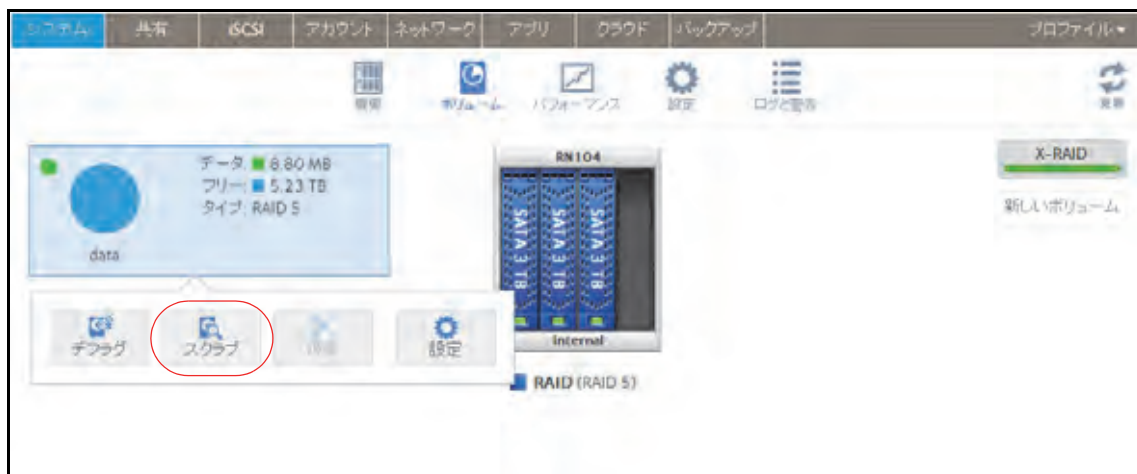 システム 共有 iSCSI アカウント ネットワーク アプリ クラウド バックアップ プロファイル
概要 ボリューム パフォーマンス 設定 ログと警告 更新
データ: 8.80 MB
フリー: 5.23 TB
タイプ: RAID 5
data
RN104
SATA 3 TB
SATA 3 TB
SATA 3 TB
Internal
RAID (RAID 5)
X-RAID
新しいボリューム
デフラグ スクラブ 設定